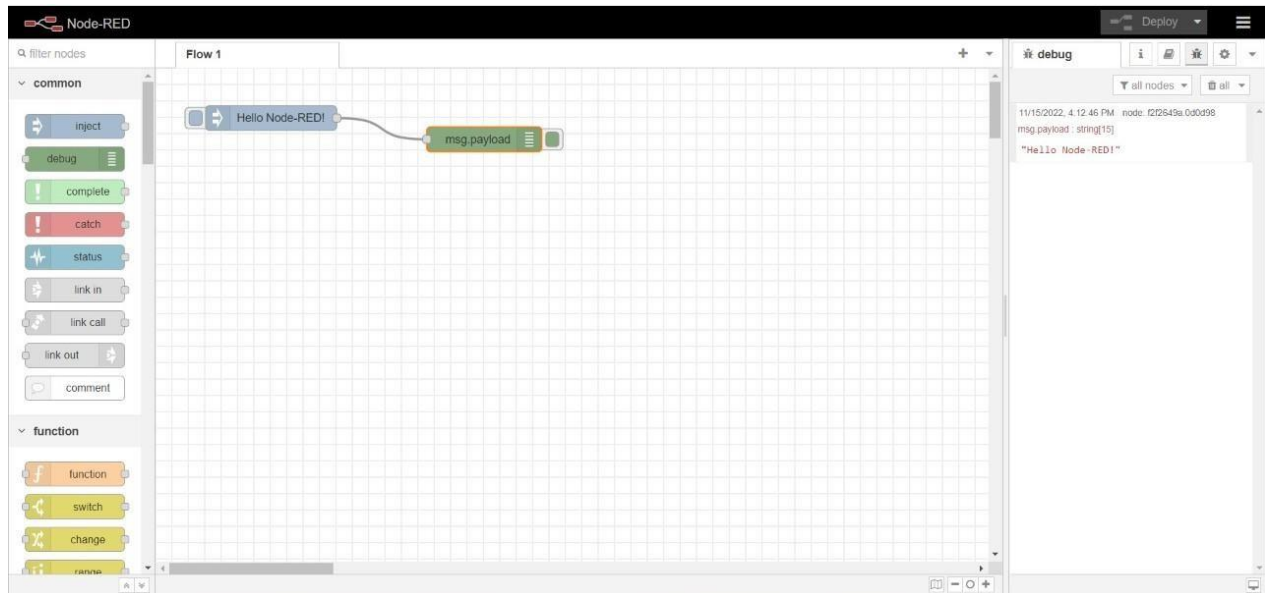 Node-RED
Deploy
filter nodes
Flow 1
debug
i
all nodes
all
common
inject
debug
complete
catch
status
link in
link call
link out
comment
function
function
switch
change
range
Hello Node-RED!
msg.payload
11/15/2022, 4:12:46 PM node: f2f2649a.0d0d98
msg.payload : string[15]
"Hello Node-RED!"